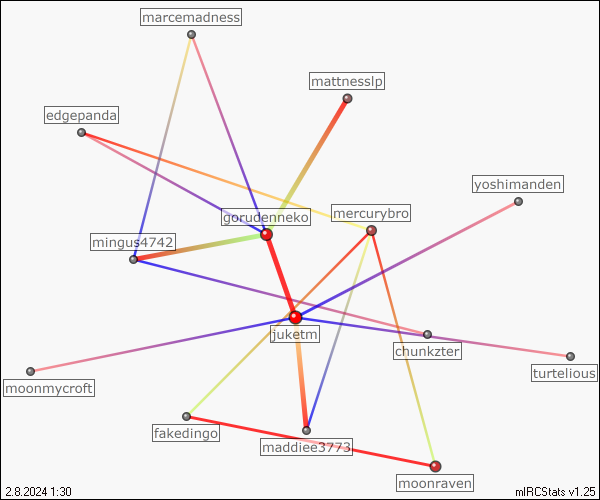 marcemadness
mattnesslp
edgepanda
yoshimanden
gorudenneko
mercurybro
mingus4742
juketm
chunkzter
turtelious
moonmycroft
fakedingo
maddiee3773
moonraven
2.8.2024 1:30
mIRCStats v1.25